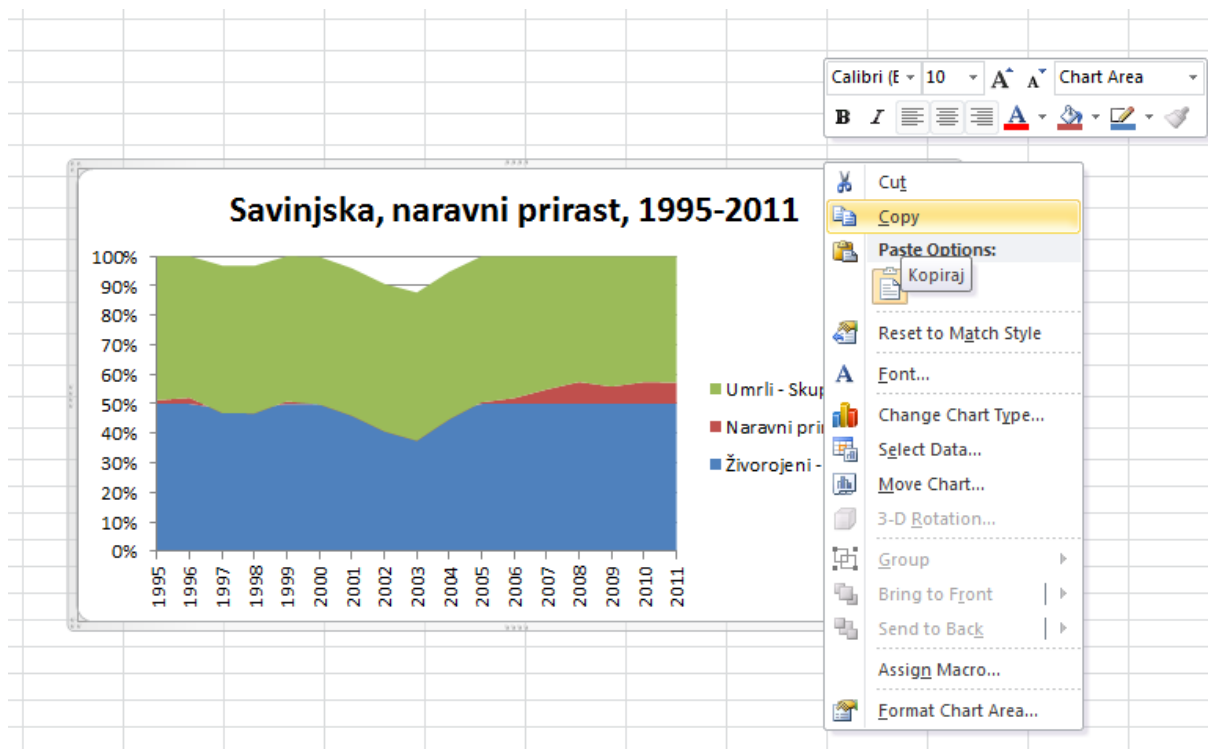 Calibri (E 10 A A Chart Area
B I A
Savinjska, naravni prirast, 1995-2011
100%
90%
80%
70%
60%
50%
40%
30%
20%
10%
0%
1995 1996 1997 1998 1999 2000 2001 2002 2003 2004 2005 2006 2007 2008 2009 2010 2011
Umrli - Skup
Naravni prir
Živorojeni -
Cut
Copy
Paste Options:
Kopiraj
Reset to Match Style
Font...
Change Chart Type...
Select Data...
Move Chart...
3-D Rotation...
Group
Bring to Front
Send to Back
Assign Macro...
Format Chart Area...